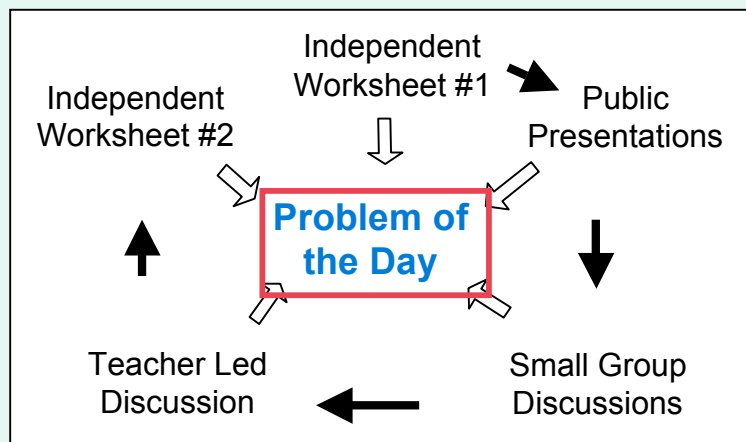 Independent
Worksheet #1
Independent
Worksheet #2
Public
Presentations
Problem of
the Day
Teacher Led
Discussion
Small Group
Discussions